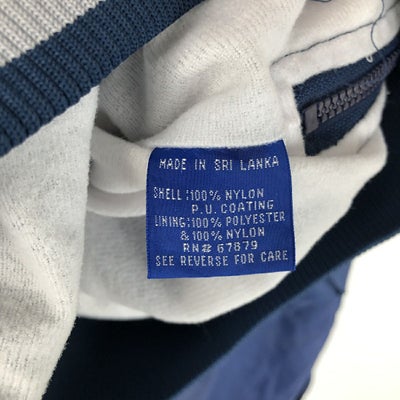 MADE IN SRI LANKA
SHELL:100% NYLON
P.U. COATING
LINING:100% POLYESTER
& 100% NYLON
RN# 67879
SEE REVERSE FOR CARE